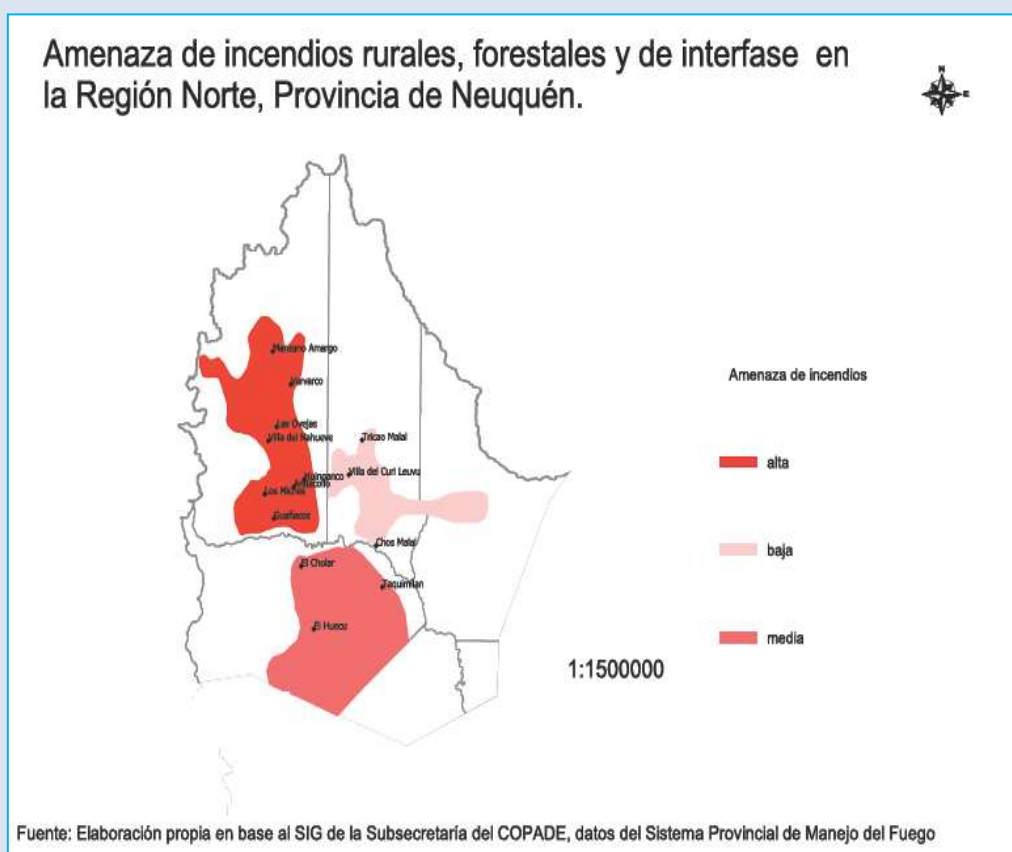 Amenaza de incendios rurales, forestales y de interfase en
la Región Norte, Provincia de Neuquén.
N
E
Manzano Amargo
Varvarco
Las Ovejas
Villa del Nahueve
Tricao Malal
Villa del Curi Leuvu
Huinganco
Los Miches
Guañacos
Chos Malal
El Cholar
Taquimilan
El Huecu
Amenaza de incendios
alta
baja
media
1:1500000
Fuente: Elaboración propia en base al SIG de la Subsecretaría del COPADE, datos del Sistema Provincial de Manejo del Fuego